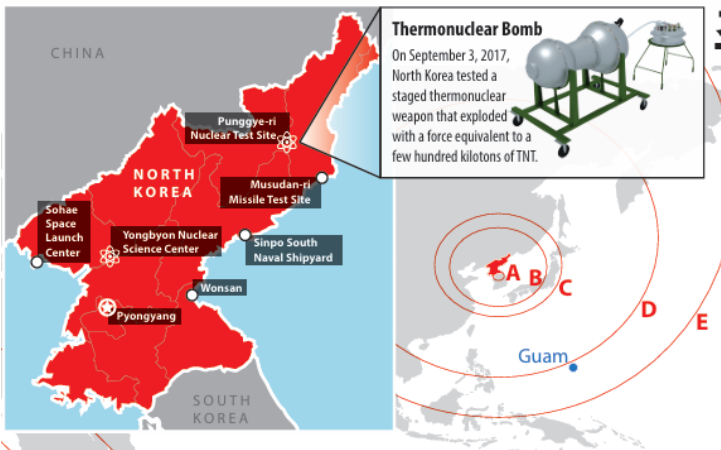 CHINA
Thermonuclear Bomb
On September 3, 2017,
North Korea tested a
staged thermonuclear
weapon that exploded
with a force equivalent to a
few hundred kilotons of TNT.
Punggye-ri
Nuclear Test Site
NORTH
KOREA
Musudan-ri
Missile Test Site
Sohae
Space
Launch
Center
Yongbyon Nuclear
Science Center
Sinpo South
Naval Shipyard
Wonsan
Pyongyang
SOUTH
KOREA
A
B
C
D
E
Guam